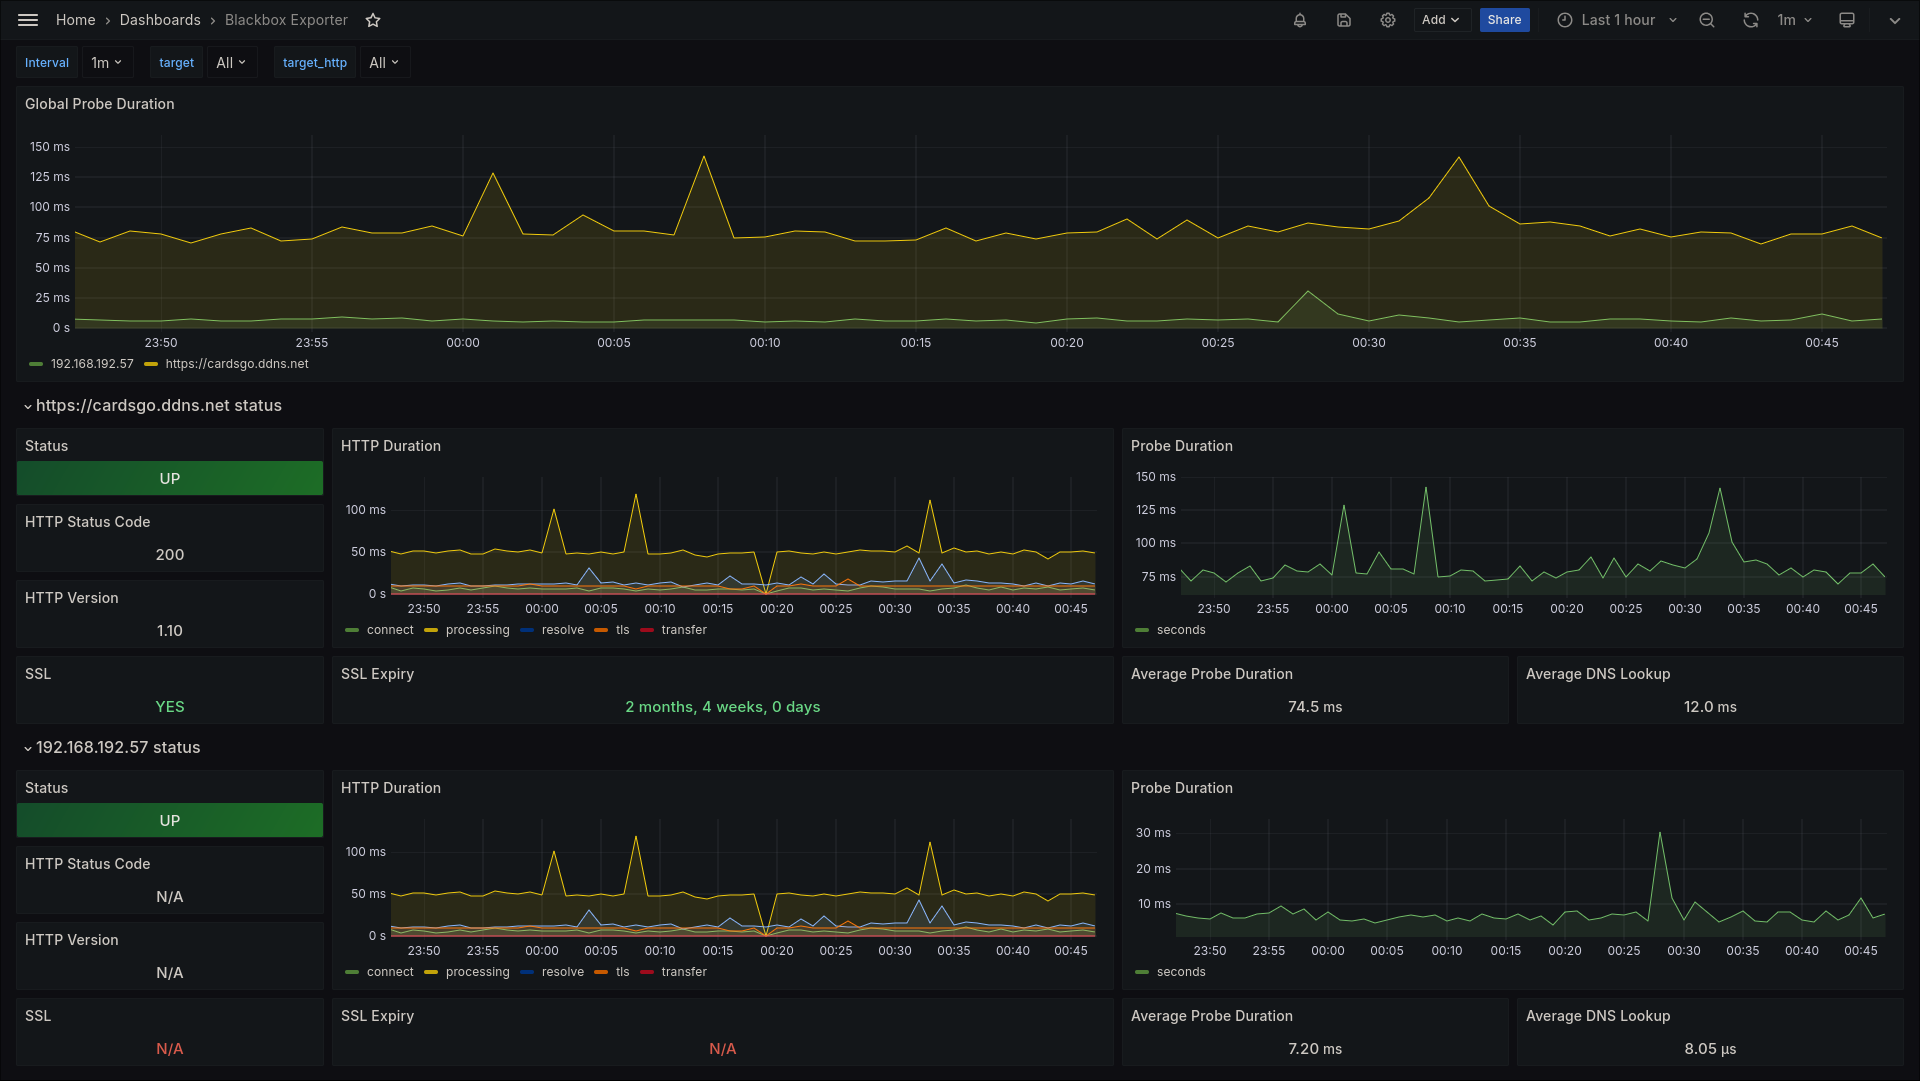 Home › Dashboards › Blackbox Exporter Add Share Last 1 hour 1m
Interval 1m target All target_http All
Global Probe Duration
150 ms
125 ms
100 ms
75 ms
50 ms
25 ms
0 s
23:50 23:55 00:00 00:05 00:10 00:15 00:20 00:25 00:30 00:35 00:40 00:45
192.168.192.57 https://cardsgo.ddns.net
https://cardsgo.ddns.net status
Status
UP
HTTP Status Code
200
HTTP Version
1.10
HTTP Duration
100 ms
50 ms
0 s
23:50 23:55 00:00 00:05 00:10 00:15 00:20 00:25 00:30 00:35 00:40 00:45
connect processing resolve tls transfer
Probe Duration
150 ms
125 ms
100 ms
75 ms
23:50 23:55 00:00 00:05 00:10 00:15 00:20 00:25 00:30 00:35 00:40 00:45
seconds
SSL
YES
SSL Expiry
2 months, 4 weeks, 0 days
Average Probe Duration
74.5 ms
Average DNS Lookup
12.0 ms
192.168.192.57 status
Status
UP
HTTP Status Code
N/A
HTTP Version
N/A
HTTP Duration
100 ms
50 ms
0 s
23:50 23:55 00:00 00:05 00:10 00:15 00:20 00:25 00:30 00:35 00:40 00:45
connect processing resolve tls transfer
Probe Duration
30 ms
20 ms
10 ms
23:50 23:55 00:00 00:05 00:10 00:15 00:20 00:25 00:30 00:35 00:40 00:45
seconds
SSL
N/A
SSL Expiry
N/A
Average Probe Duration
7.20 ms
Average DNS Lookup
8.05 µs